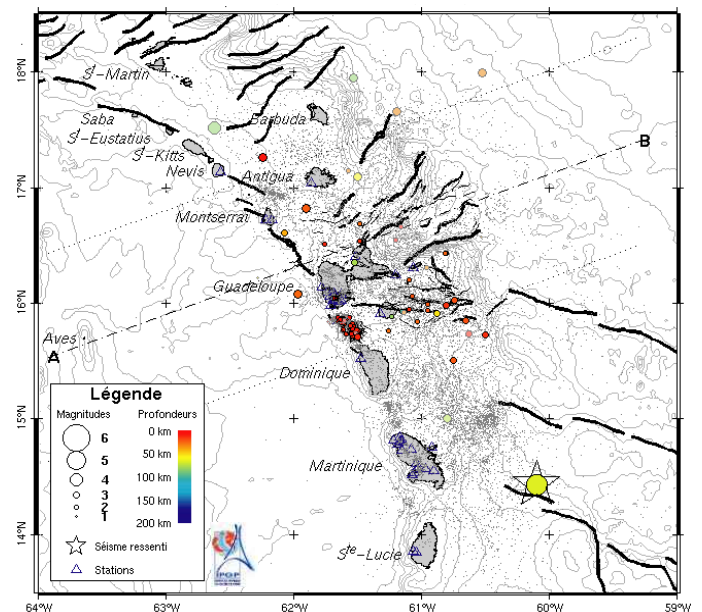 18°N
17°N
16°N
15°N
14°N
64°W
63°W
62°W
61°W
60°W
59°W
St-Martin
Saba
St-Eustatius
St-Kitts
Nevis
Barbuda
Antigua
Montserrat
Guadeloupe
Aves
A
B
Dominique
Martinique
Ste-Lucie
Légende
Magnitudes Profondeurs
6
5
4
3
2
1
0 km
50 km
100 km
150 km
200 km
Séisme ressenti
Stations
IPGP